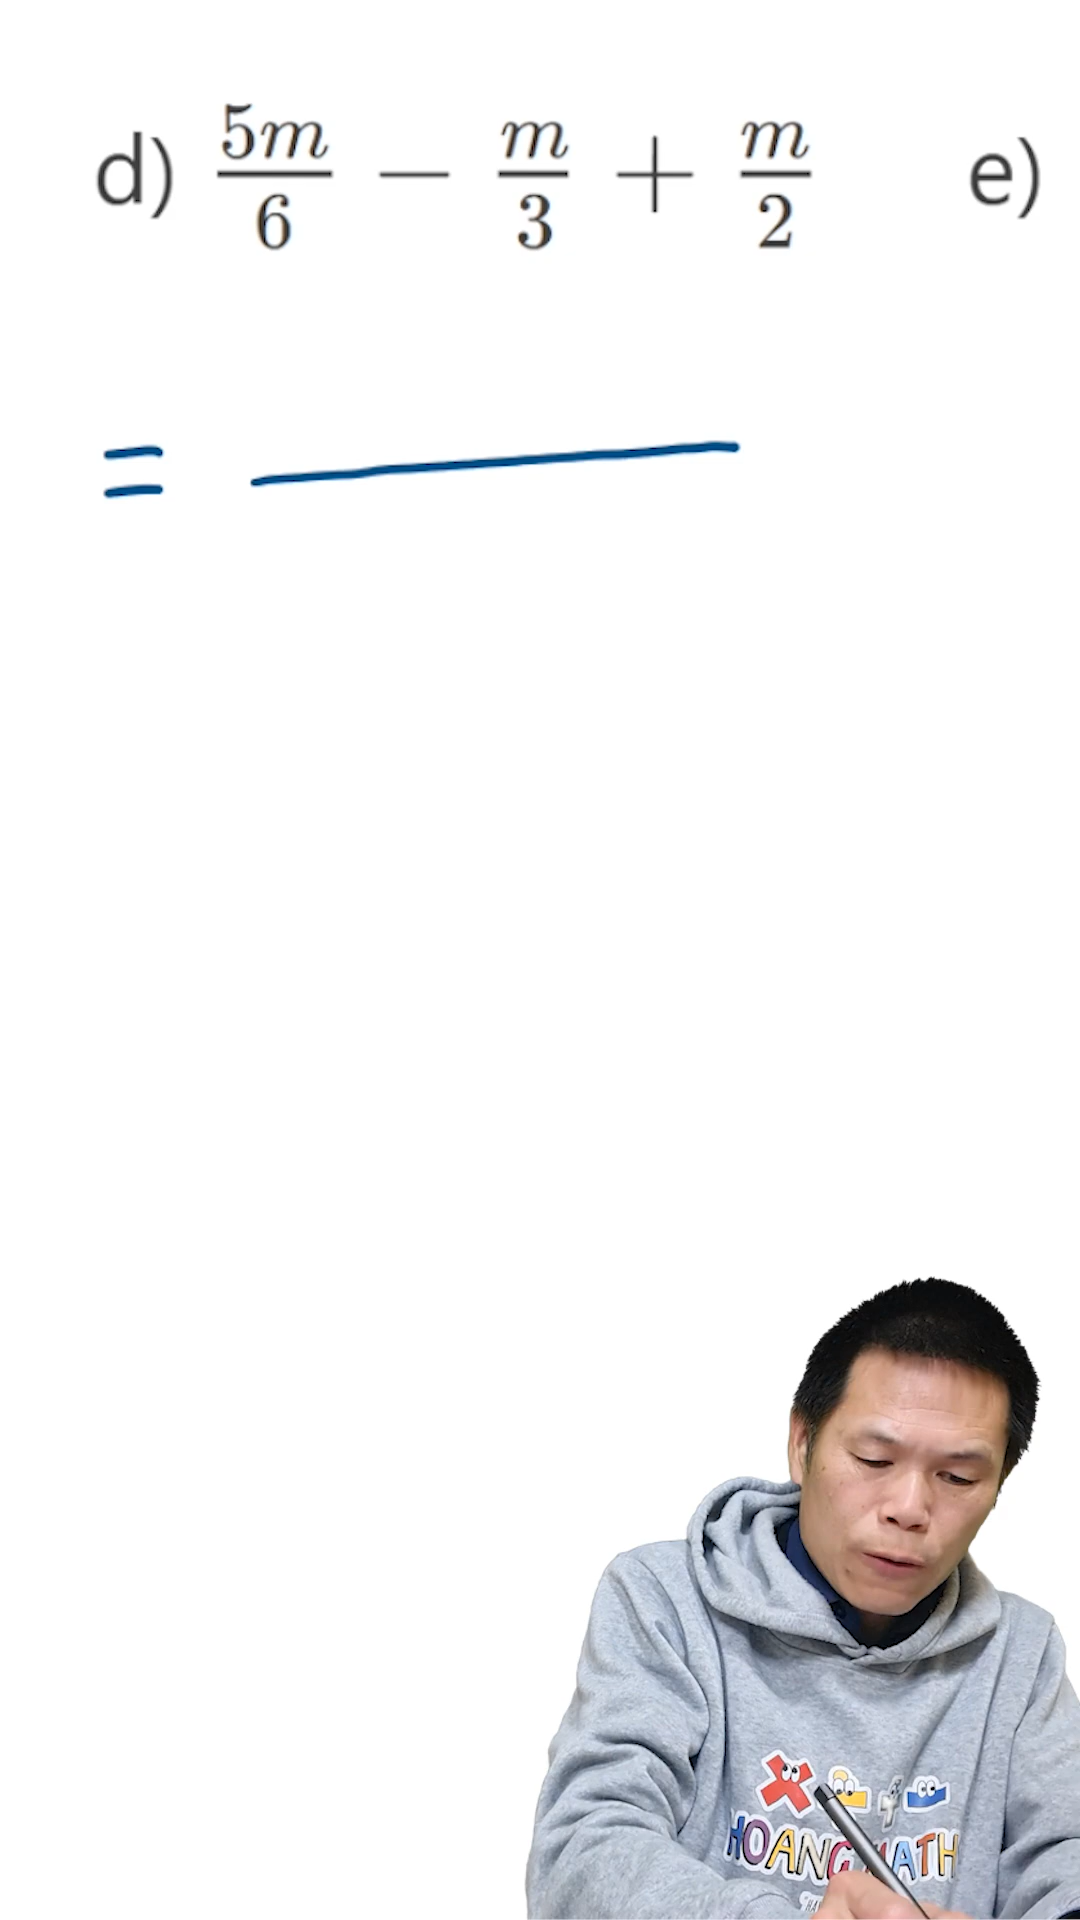 d) 5m/6 − m/3 + m/2 e)
=
HOANG MATH